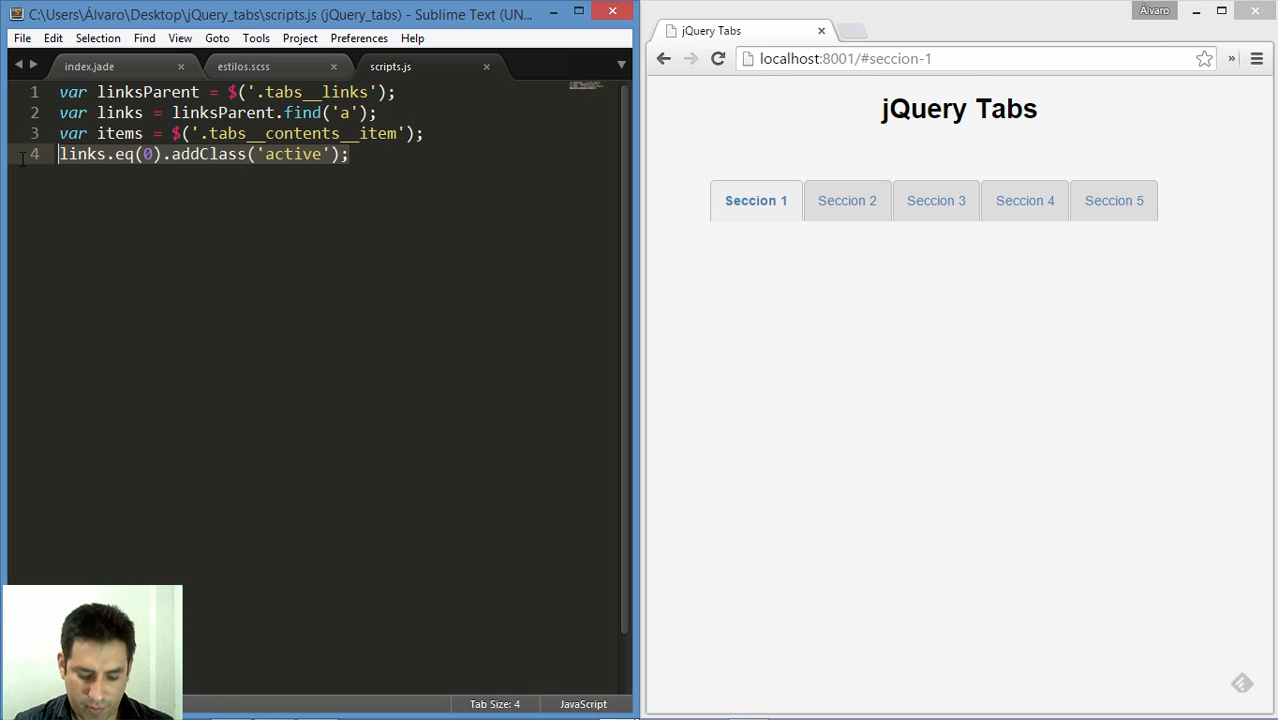 C:\Users\Álvaro\Desktop\jQuery_tabs\scripts.js (jQuery_tabs) - Sublime Text (UN...
File Edit Selection Find View Goto Tools Project Preferences Help
index.jade
estilos.scss
scripts.js
1 var linksParent = $('.tabs__links');
2 var links = linksParent.find('a');
3 var items = $('.tabs__contents__item');
4 links.eq(0).addClass('active');
Tab Size: 4
JavaScript
Álvaro
jQuery Tabs
localhost:8001/#seccion-1
jQuery Tabs
Seccion 1
Seccion 2
Seccion 3
Seccion 4
Seccion 5